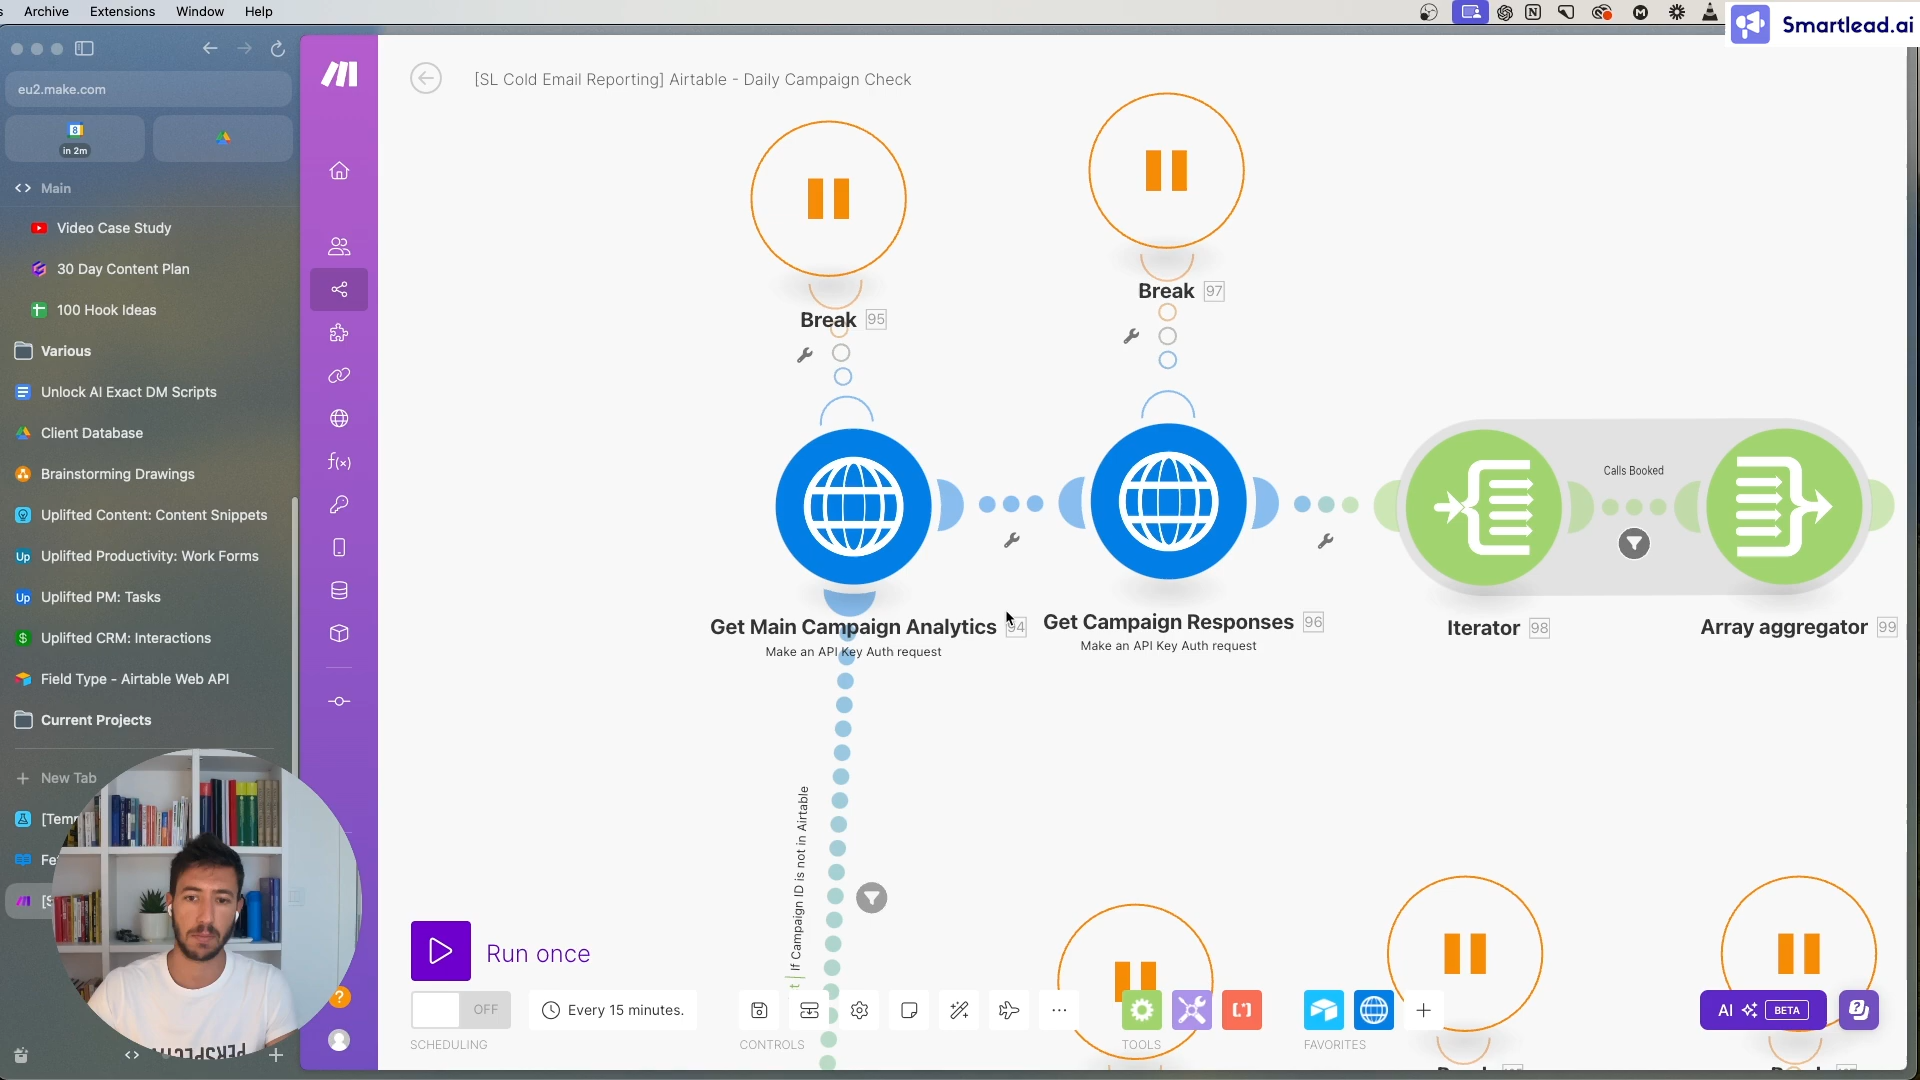 Archive
Extensions
Window
Help
Smartlead.ai
eu2.make.com
8
in 2m
Main
Video Case Study
30 Day Content Plan
100 Hook Ideas
Various
Unlock AI Exact DM Scripts
Client Database
Brainstorming Drawings
Uplifted Content: Content Snippets
Up Uplifted Productivity: Work Forms
Up Uplifted PM: Tasks
Uplifted CRM: Interactions
Field Type - Airtable Web API
Current Projects
New Tab
[SL Cold Email Reporting] Airtable - Daily Campaign Check
Break 95
Break 97
Get Main Campaign Analytics 94
Make an API Key Auth request
Get Campaign Responses 96
Make an API Key Auth request
Calls Booked
Iterator 98
Array aggregator 99
If Campaign ID is not in Airtable
Run once
OFF
Every 15 minutes.
SCHEDULING
CONTROLS
TOOLS
FAVORITES
AI BETA